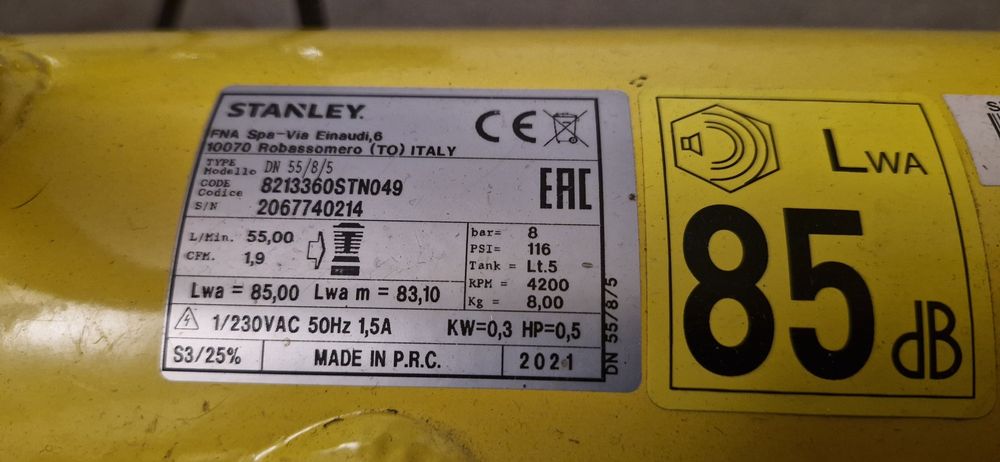 STANLEY.
FNA Spa-Via Einaudi,6
10070 Robassomero (TO) ITALY
CE
TYPE
Modello DN 55/8/5
CODE
Codice 8213360STN049
S/N 2067740214
EAC
L/Min. 55,00
CFM. 1,9
bar= 8
PSI= 116
Tank = Lt.5
RPM = 4200
Kg = 8,00
Lwa = 85,00 Lwa m = 83,10
1/230VAC 50Hz 1,5A KW=0,3 HP=0,5
S3/25% MADE IN P.R.C. 2021
DN 55/8/5
LWA
85 dB
S